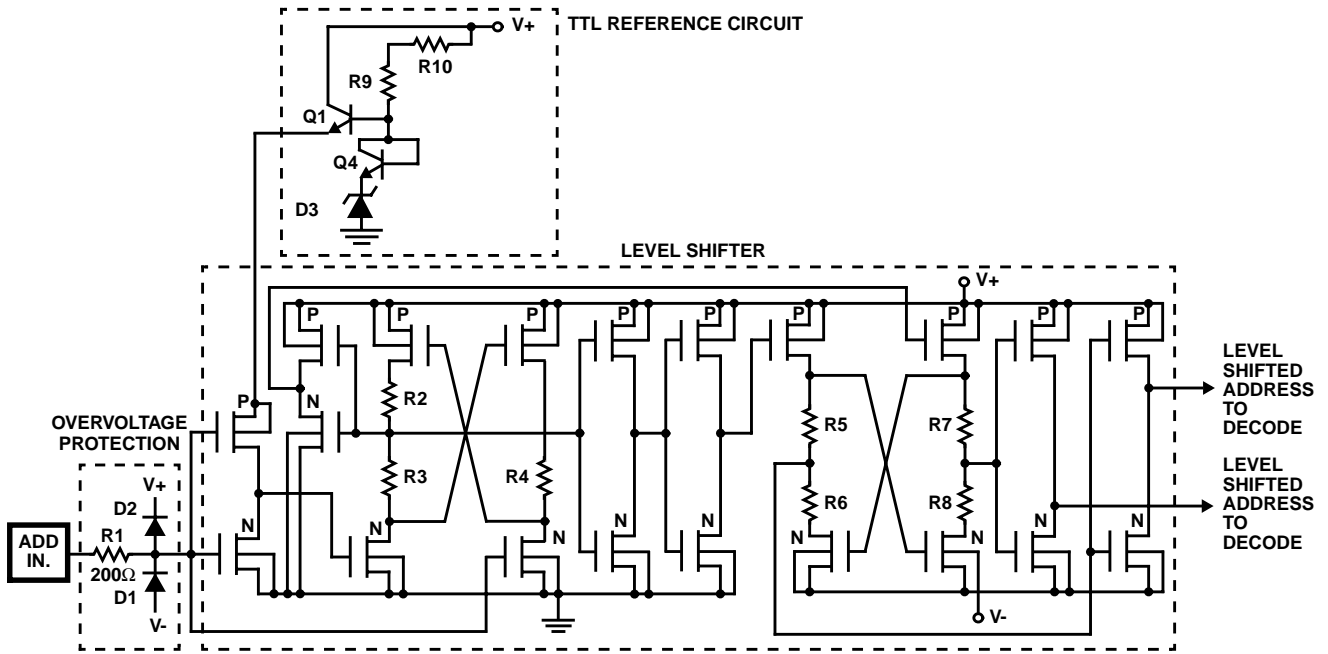 V+
TTL REFERENCE CIRCUIT
R10
R9
Q1
Q4
D3
LEVEL SHIFTER
V+
P
P
P
P
P
P
P
P
P
LEVEL
SHIFTED
ADDRESS
TO
DECODE
OVERVOLTAGE
PROTECTION
P
N
R2
R5
R7
R3
R4
R6
R8
LEVEL
SHIFTED
ADDRESS
TO
DECODE
V+
D2
R1
ADD
IN.
200Ω
D1
V-
N
N
N
N
N
N
N
N
N
V-